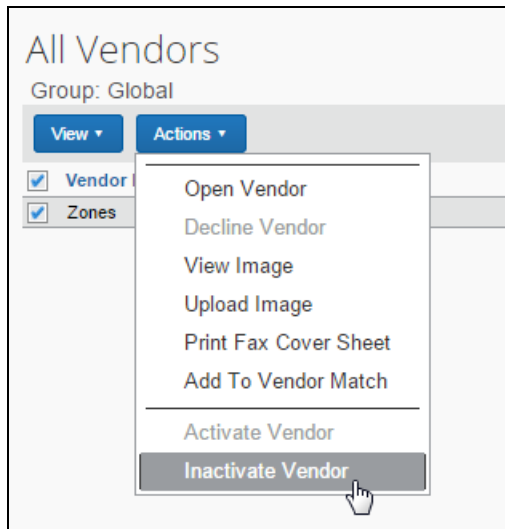 All Vendors
Group: Global
View ▾ Actions ▾
Vendor
Zones
Open Vendor
Decline Vendor
View Image
Upload Image
Print Fax Cover Sheet
Add To Vendor Match
Activate Vendor
Inactivate Vendor